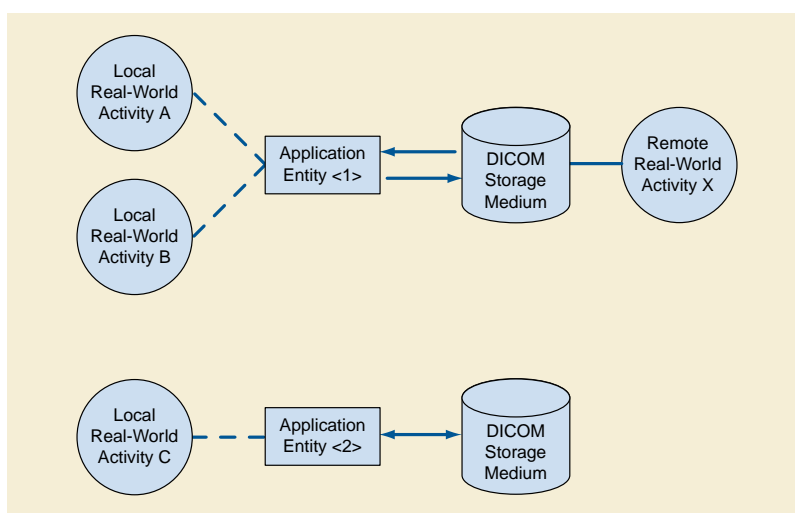 Local
Real-World
Activity A
Application
Entity <1>
DICOM
Storage
Medium
Remote
Real-World
Activity X
Local
Real-World
Activity B
Local
Real-World
Activity C
Application
Entity <2>
DICOM
Storage
Medium